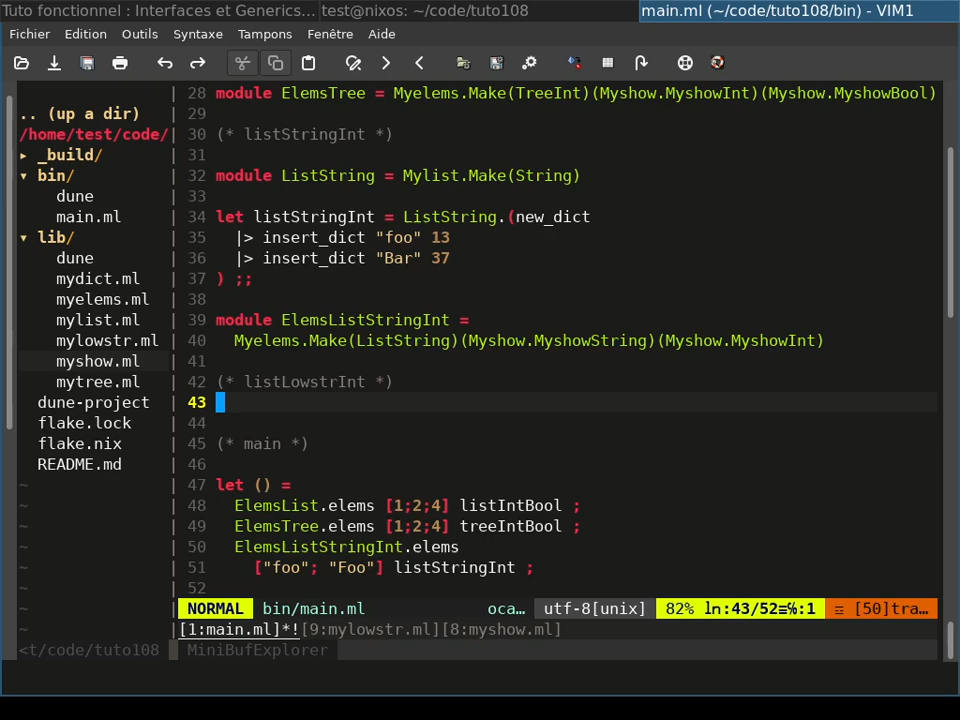 Tuto fonctionnel : Interfaces et Generics... test@nixos: ~/code/tuto108 main.ml (~/code/tuto108/bin) - VIM1
Fichier Edition Outils Syntaxe Tampons Fenêtre Aide
.. (up a dir)
/home/test/code/
▸ _build/
▾ bin/
dune
main.ml
▾ lib/
dune
mydict.ml
myelems.ml
mylist.ml
mylowstr.ml
myshow.ml
mytree.ml
dune-project
flake.lock
flake.nix
README.md
~
~
~
~
~
~
~
~
<t/code/tuto108
28 module ElemsTree = Myelems.Make(TreeInt)(Myshow.MyshowInt)(Myshow.MyshowBool)
29
30 (* listStringInt *)
31
32 module ListString = Mylist.Make(String)
33
34 let listStringInt = ListString.(new_dict
35   |> insert_dict "foo" 13
36   |> insert_dict "Bar" 37
37 ) ;;
38
39 module ElemsListStringInt =
40   Myelems.Make(ListString)(Myshow.MyshowString)(Myshow.MyshowInt)
41
42 (* listLowstrInt *)
43
44
45 (* main *)
46
47 let () =
48   ElemsList.elems [1;2;4] listIntBool ;
49   ElemsTree.elems [1;2;4] treeIntBool ;
50   ElemsListStringInt.elems
51     ["foo"; "Foo"] listStringInt ;
52
NORMAL bin/main.ml oca… utf-8[unix] 82% ln:43/52≡℅:1 ☲ [50]tra…
[1:main.ml]*![9:mylowstr.ml][8:myshow.ml]
MiniBufExplorer